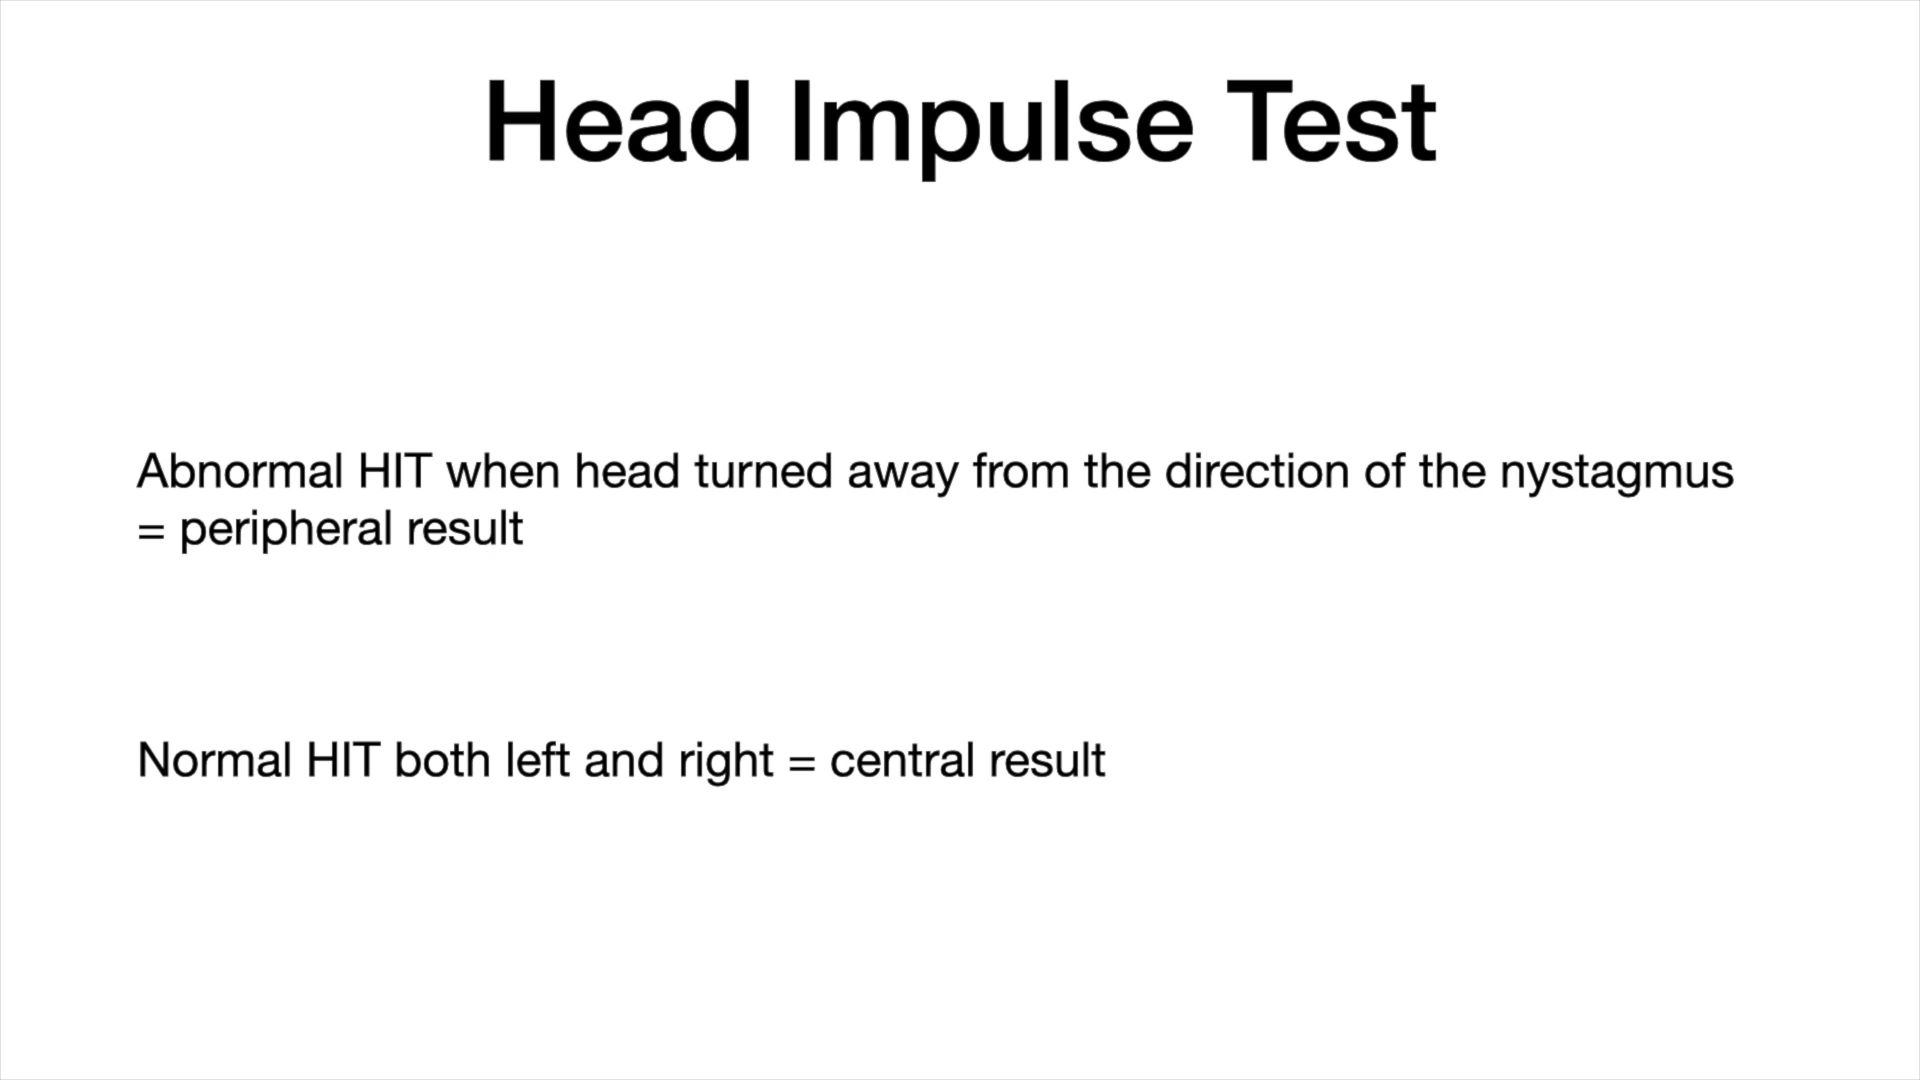 Head Impulse Test
Abnormal HIT when head turned away from the direction of the nystagmus
= peripheral result
Normal HIT both left and right = central result